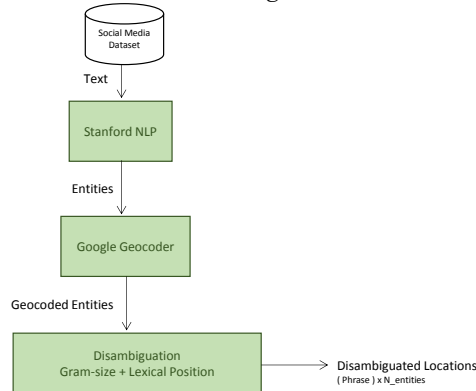 Social Media
Dataset
Text
Stanford NLP
Entities
Google Geocoder
Geocoded Entities
Disambiguation
Gram-size + Lexical Position
Disambiguated Locations
( Phrase ) x N_entities